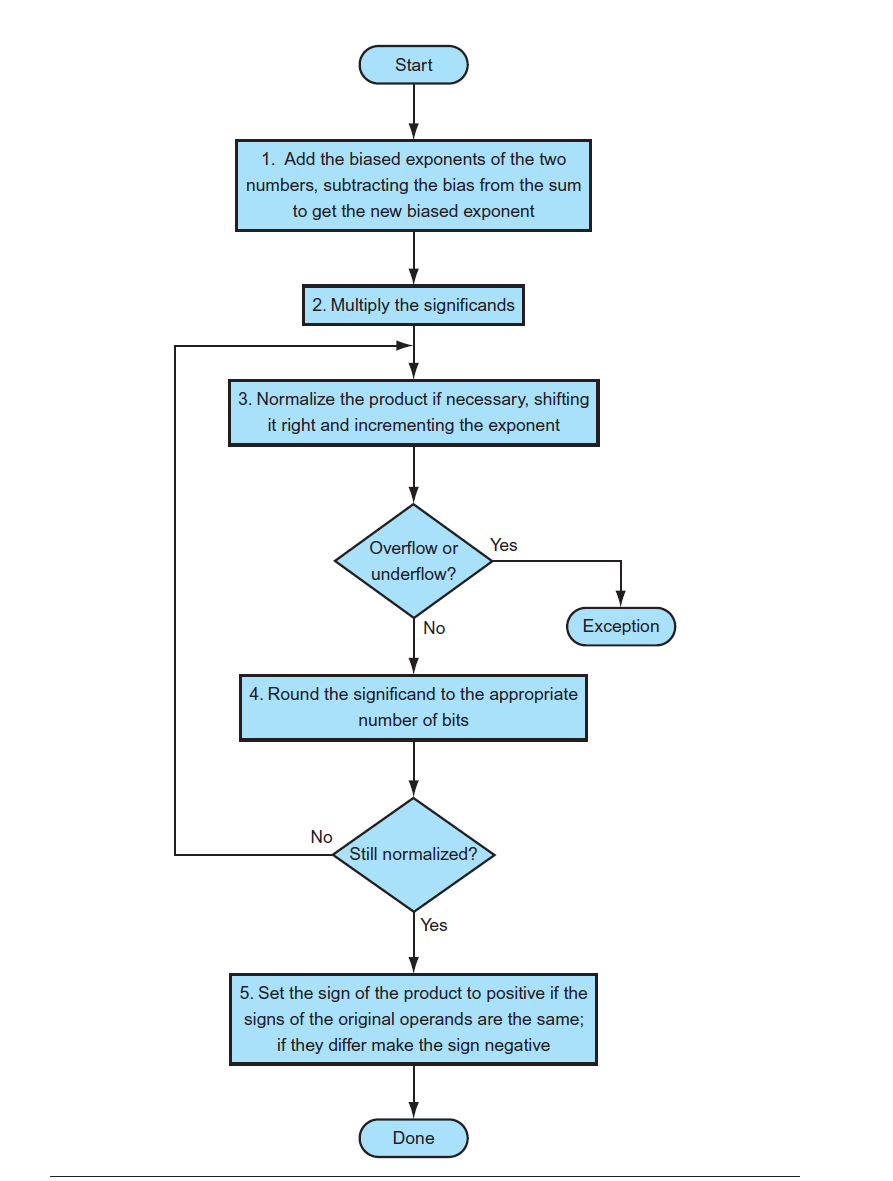 Start
1. Add the biased exponents of the two
numbers, subtracting the bias from the sum
to get the new biased exponent
2. Multiply the significands
3. Normalize the product if necessary, shifting
it right and incrementing the exponent
Overflow or
underflow?
Yes
No
Exception
4. Round the significand to the appropriate
number of bits
No
Still normalized?
Yes
5. Set the sign of the product to positive if the
signs of the original operands are the same;
if they differ make the sign negative
Done